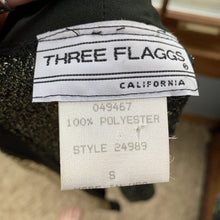 THREE FLAGGS®
CALIFORNIA
049467
100% POLYESTER
STYLE 24989
S